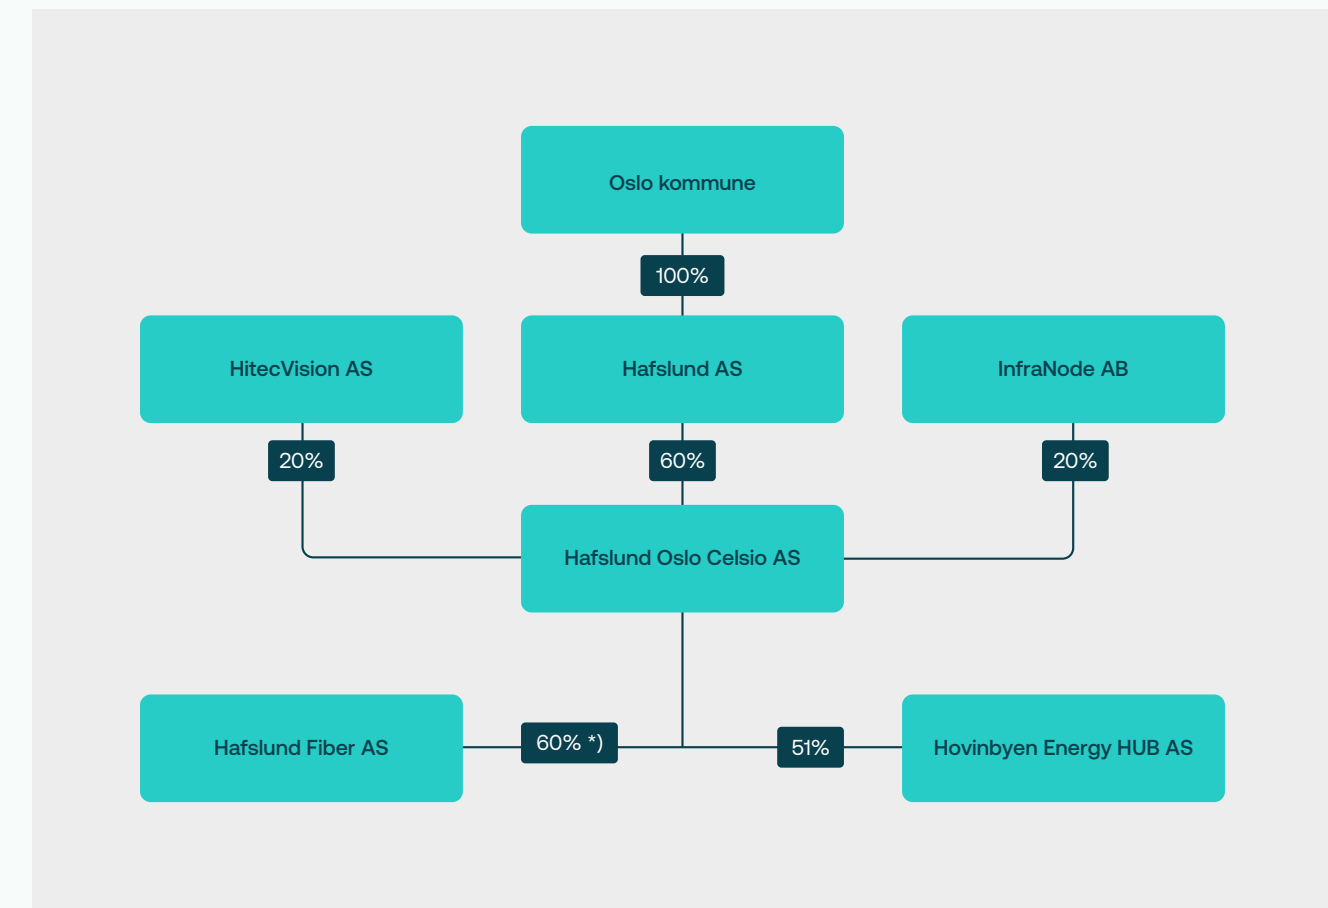 Oslo kommune
100%
HitecVision AS
Hafslund AS
InfraNode AB
20%
60%
20%
Hafslund Oslo Celsio AS
Hafslund Fiber AS
60% *)
51%
Hovinbyen Energy HUB AS